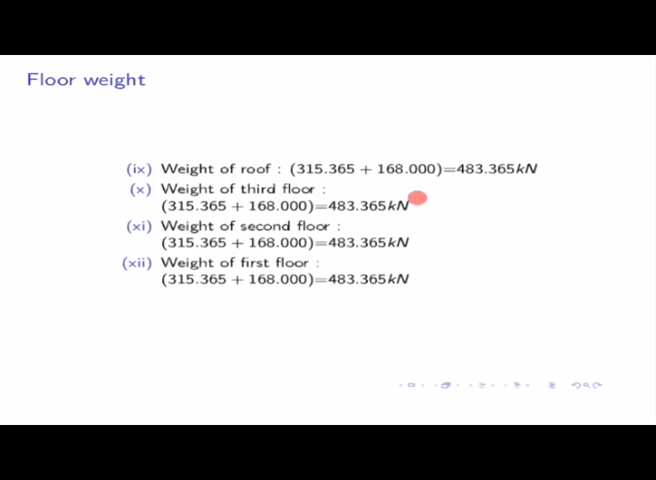 Floor weight
(ix) Weight of roof : (315.365 + 168.000)=483.365kN
(x) Weight of third floor :
(315.365 + 168.000)=483.365kN
(xi) Weight of second floor :
(315.365 + 168.000)=483.365kN
(xii) Weight of first floor :
(315.365 + 168.000)=483.365kN